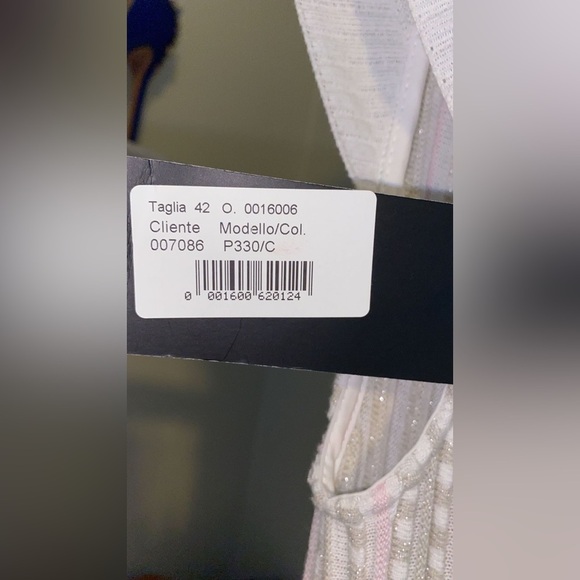 Taglia 42 O. 0016006
Cliente Modello/Col.
007086 P330/C
0 001600 620124